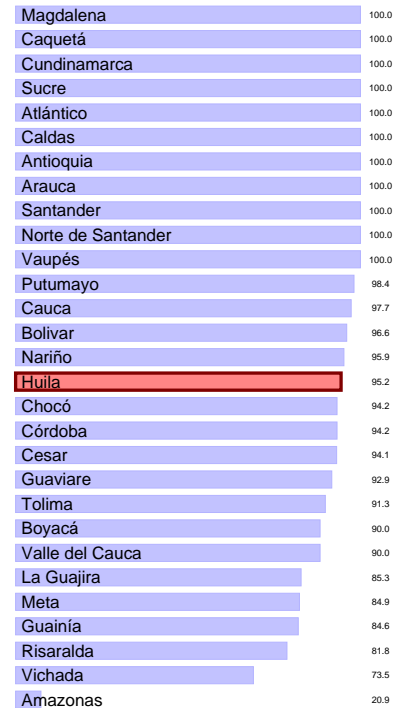 Magdalena 100.0
Caquetá 100.0
Cundinamarca 100.0
Sucre 100.0
Atlántico 100.0
Caldas 100.0
Antioquia 100.0
Arauca 100.0
Santander 100.0
Norte de Santander 100.0
Vaupés 100.0
Putumayo 98.4
Cauca 97.7
Bolivar 96.6
Nariño 95.9
Huila 95.2
Chocó 94.2
Córdoba 94.2
Cesar 94.1
Guaviare 92.9
Tolima 91.3
Boyacá 90.0
Valle del Cauca 90.0
La Guajira 85.3
Meta 84.9
Guainía 84.6
Risaralda 81.8
Vichada 73.5
Amazonas 20.9